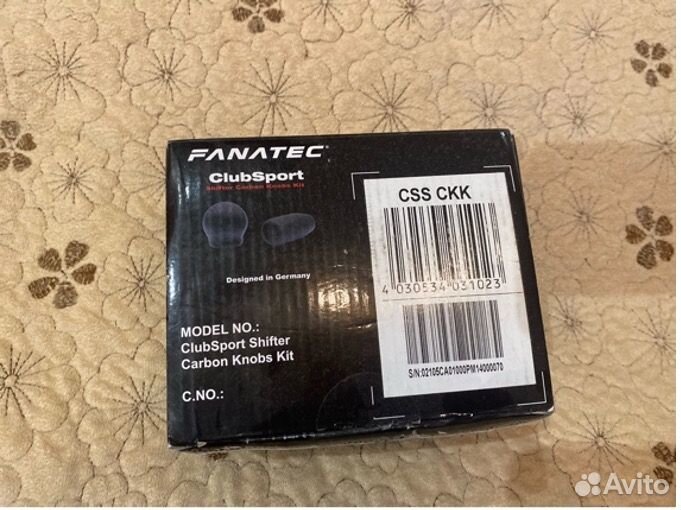 FANATEC
ClubSport
Shifter Carbon Knobs Kit
Designed in Germany
MODEL NO.:
ClubSport Shifter
Carbon Knobs Kit
C.NO.:
CSS CKK
4 030534 031023
S/N:02105CA01000PM14000070
Avito